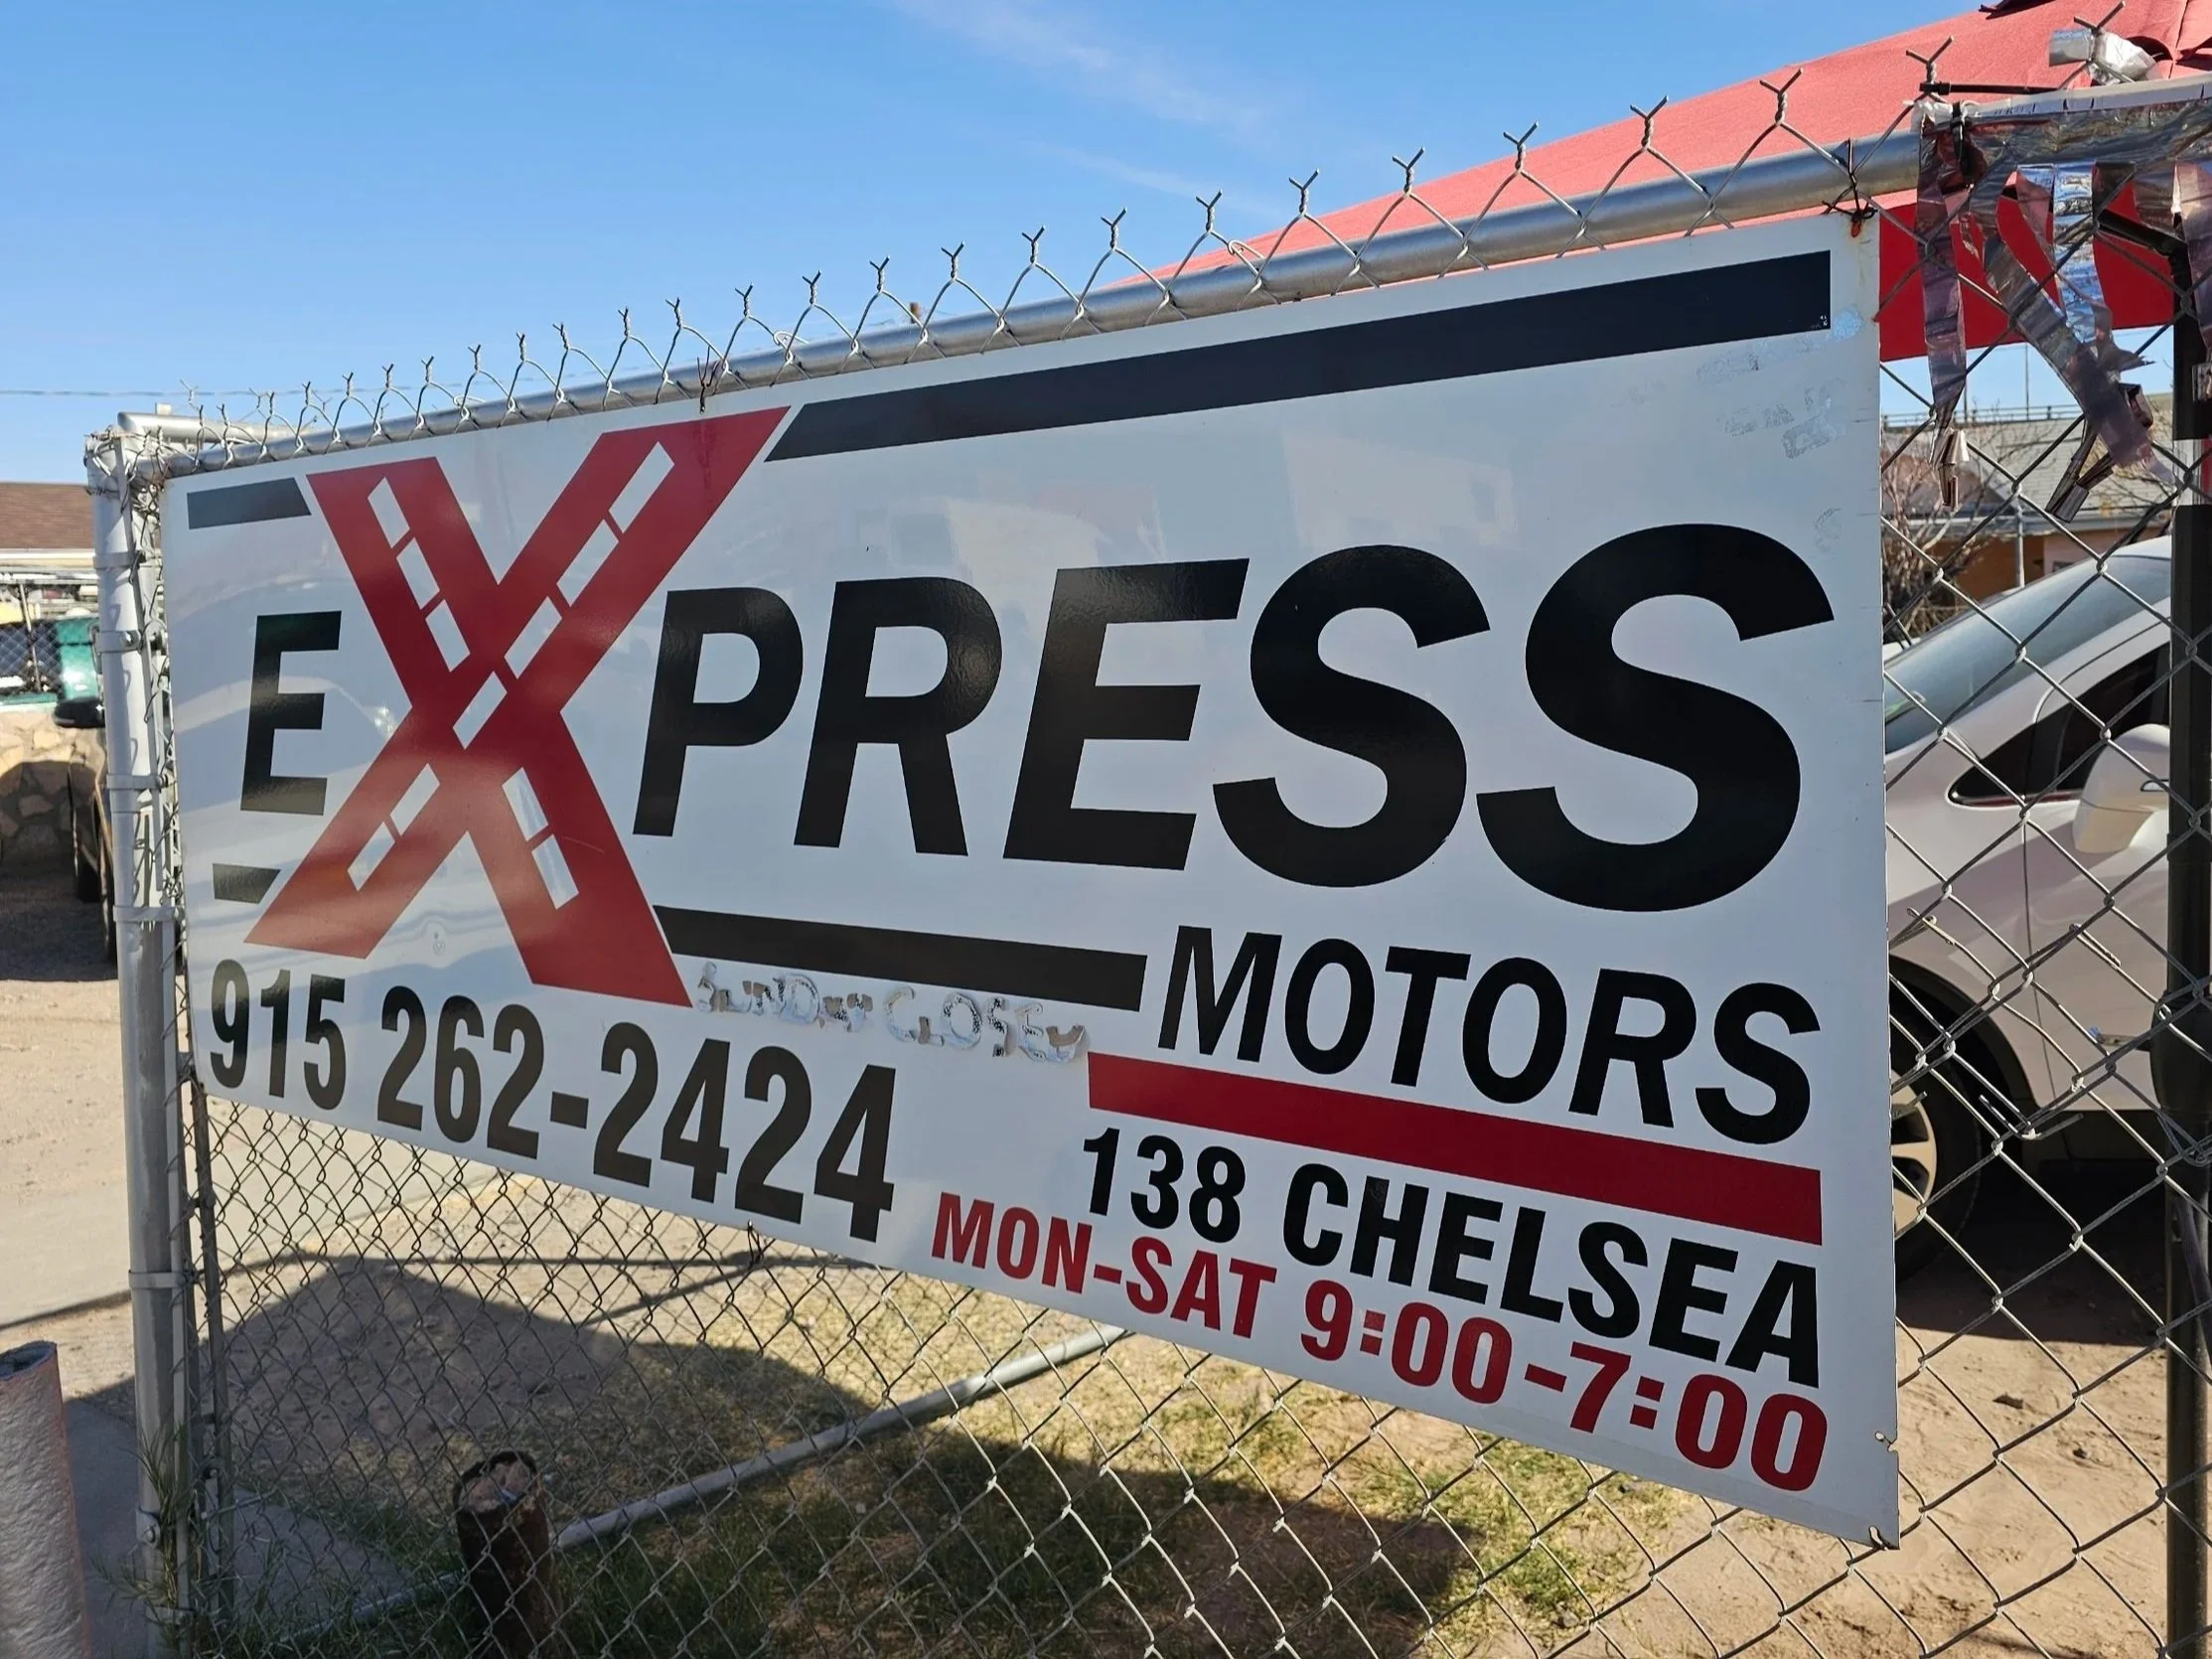 EXPRESS
MOTORS
SUNDAY CLOSED
915 262-2424
138 CHELSEA
MON-SAT 9:00-7:00